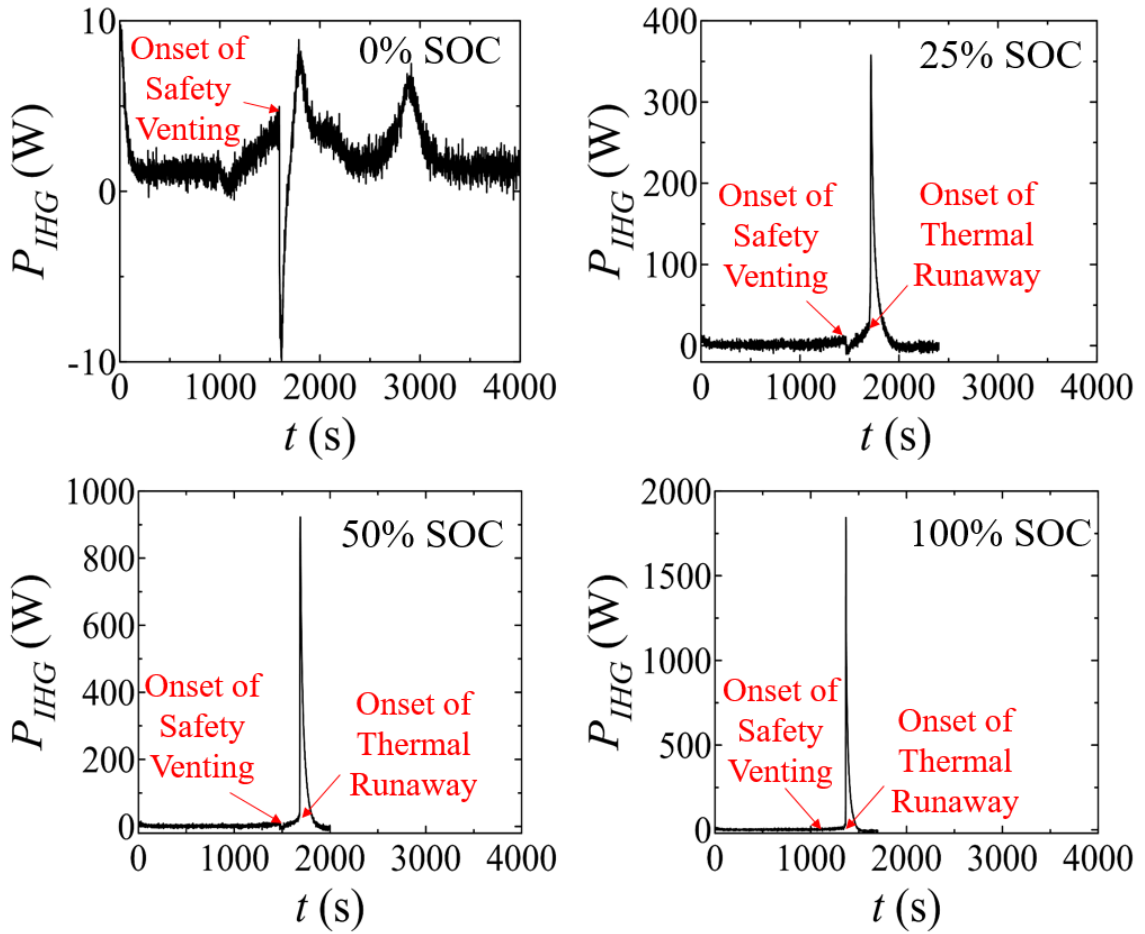 10
0
-10
P_IHG (W)
0% SOC
Onset of
Safety
Venting
0 1000 2000 3000 4000
t (s)
400
300
200
100
0
P_IHG (W)
25% SOC
Onset of
Safety
Venting
Onset of
Thermal
Runaway
0 1000 2000 3000 4000
t (s)
1000
800
600
400
200
0
P_IHG (W)
50% SOC
Onset of
Safety
Venting
Onset of
Thermal
Runaway
0 1000 2000 3000 4000
t (s)
2000
1500
1000
500
0
P_IHG (W)
100% SOC
Onset of
Safety
Venting
Onset of
Thermal
Runaway
0 1000 2000 3000 4000
t (s)